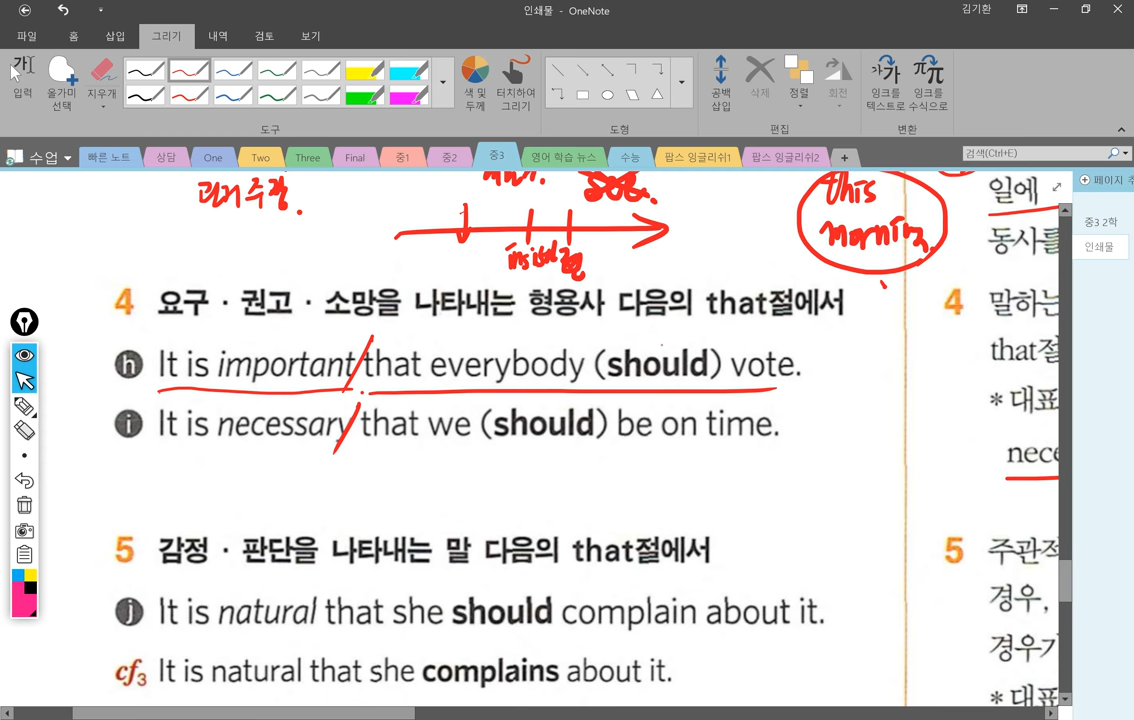 인쇄물 - OneNote
김기환
파일 홈 삽입 그리기 내역 검토 보기
입력
올가미 선택
지우개
색 및 두께
터치하여 그리기
공백 삽입
삭제
정렬
회전
잉크를 텍스트로
잉크를 수식으로
도구
도형
편집
변환
수업
빠른 노트 상담 One Two Three Final 중1 중2 중3 영어 학습 뉴스 수능 팝스 잉글리쉬1 팝스 잉글리쉬2
검색(Ctrl+E)
페이지 추
중3 2학
인쇄물
과거 주장.
this
morning.
insist
4 요구 · 권고 · 소망을 나타내는 형용사 다음의 that절에서
h It is important that everybody (should) vote.
i It is necessary that we (should) be on time.
5 감정 · 판단을 나타내는 말 다음의 that절에서
j It is natural that she should complain about it.
cf3 It is natural that she complains about it.
일에
동사를
4 말하는
that절
* 대표
nece
5 주관적
경우,
경우기
* 대표